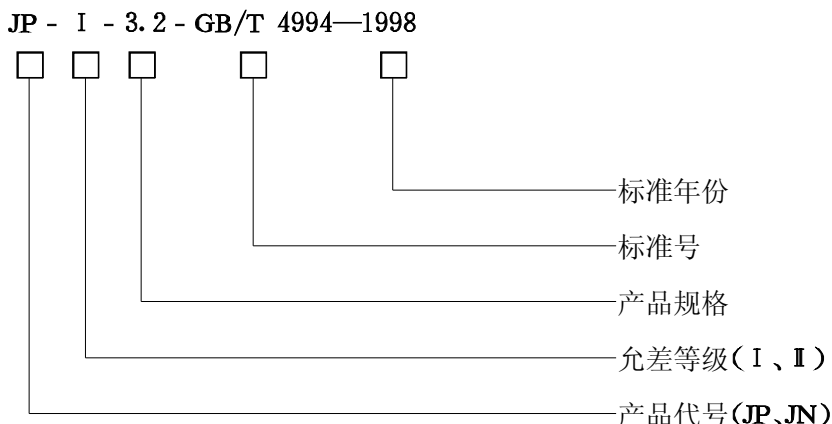 JP - Ⅰ - 3.2 - GB/T 4994—1998
标准年份
标准号
产品规格
允差等级(Ⅰ、Ⅱ)
产品代号(JP、JN)